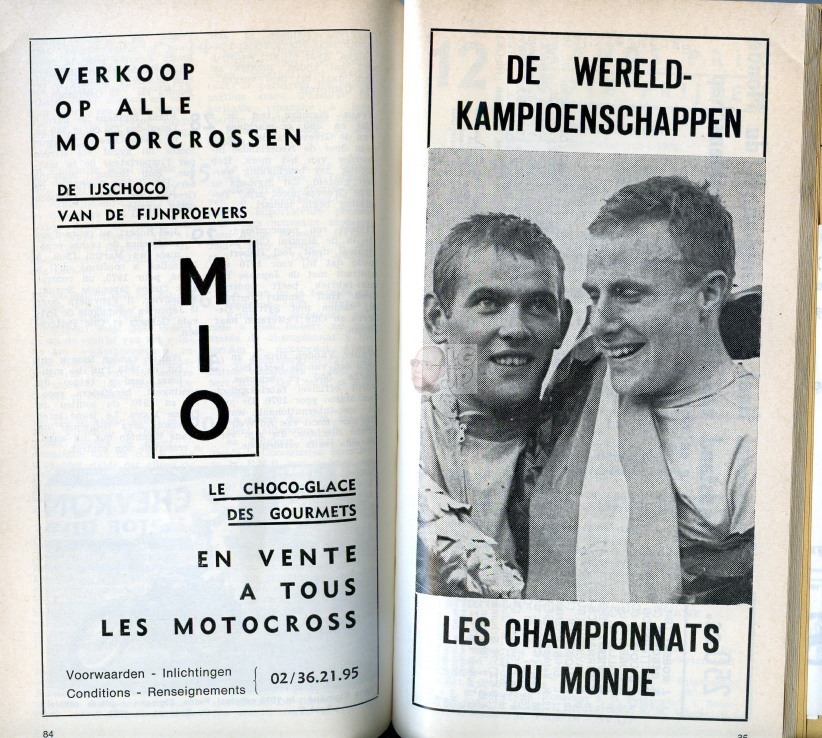 VERKOOP
OP ALLE
MOTORCROSSEN
DE IJSCHOCO
VAN DE FIJNPROEVERS
M
I
O
LE CHOCO-GLACE
DES GOURMETS
EN VENTE
A TOUS
LES MOTOCROSS
Voorwaarden - Inlichtingen
Conditions - Renseignements
02/36.21.95
84
DE WERELD-
KAMPIOENSCHAPPEN
LES CHAMPIONNATS
DU MONDE